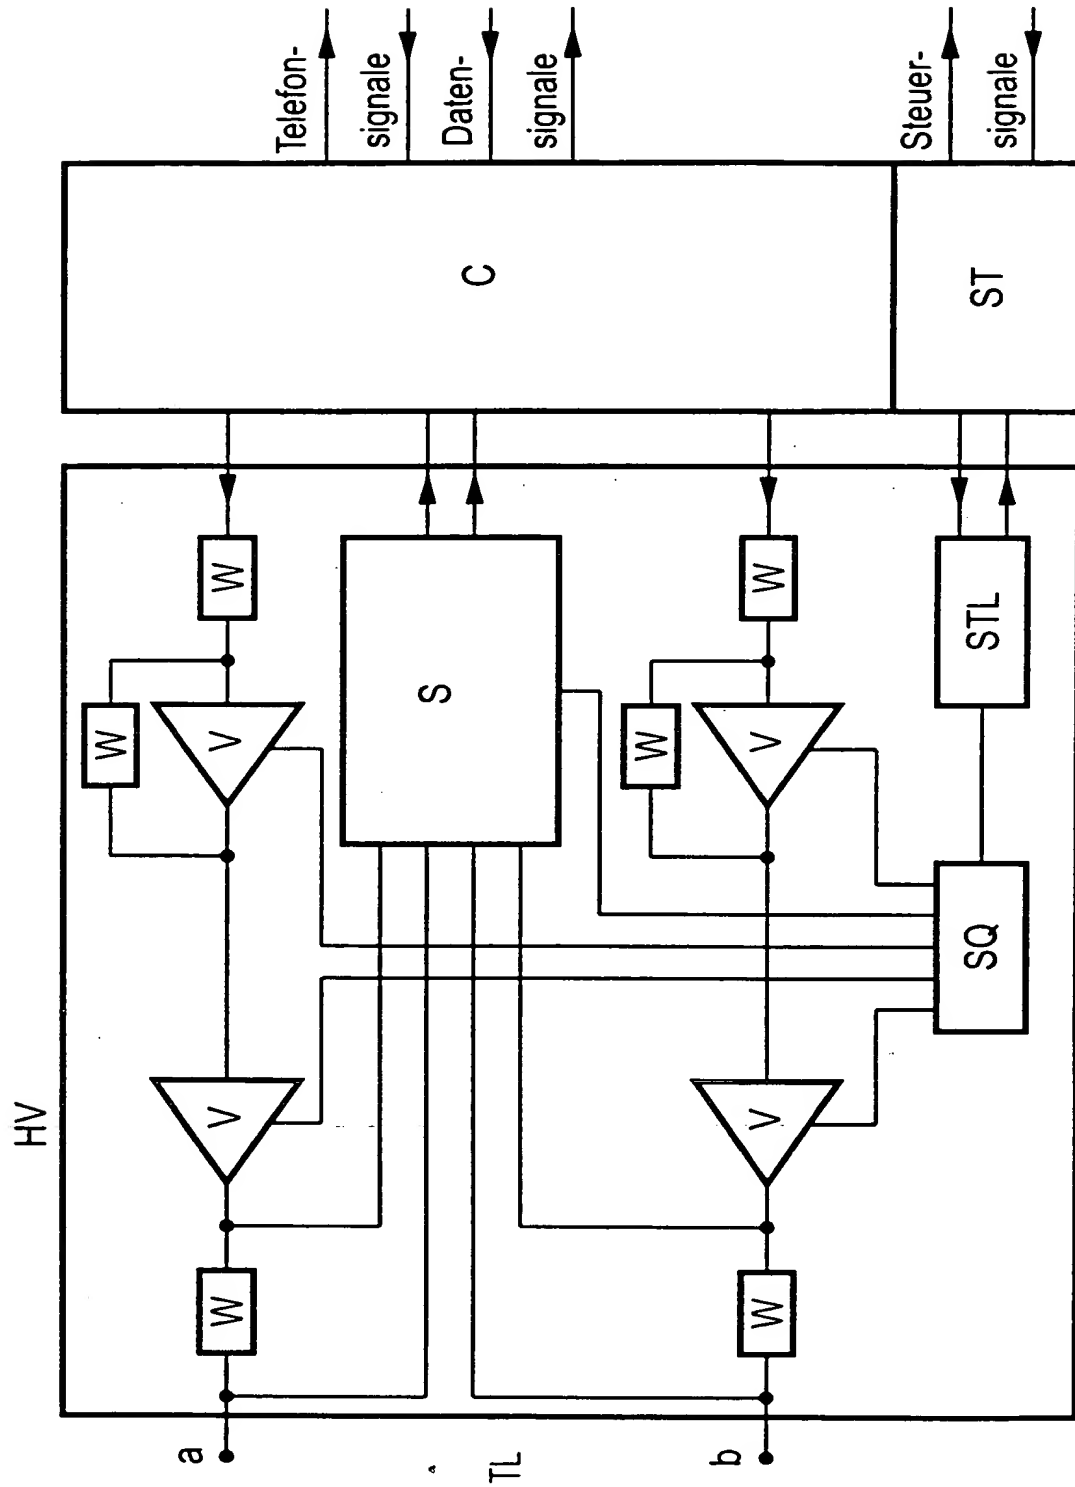 HV
Telefon-
signale
Daten-
signale
Steuer-
signale
C
ST
W
W
V
V
W
S
W
W
V
V
W
STL
SQ
a
TL
b